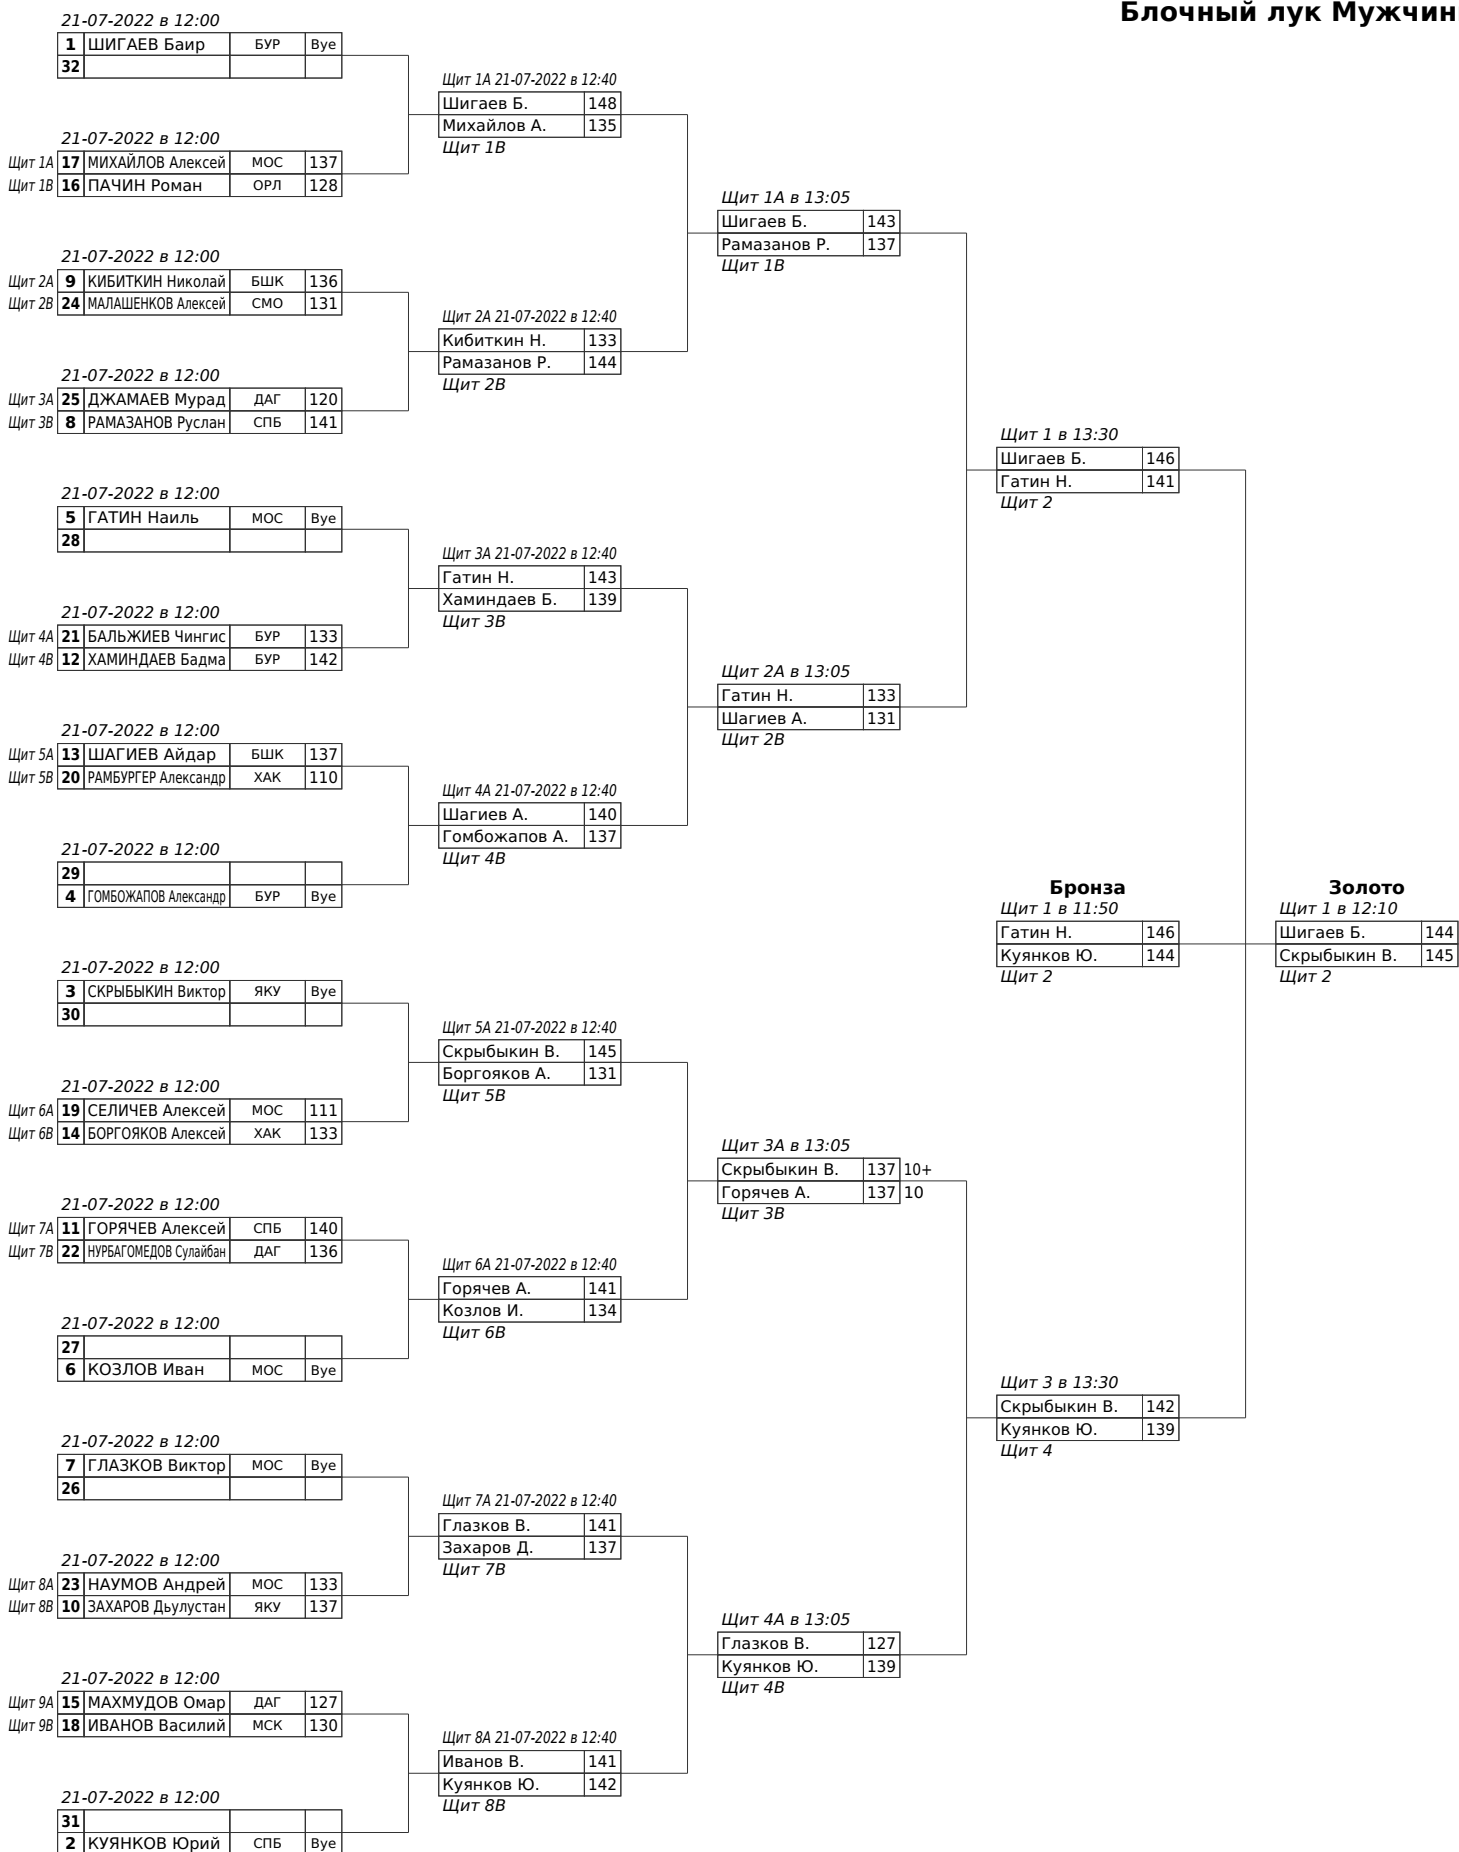 Блочный лук Мужчин
21-07-2022 в 12:00
1 ШИГАЕВ Баир БУР Bye
32
21-07-2022 в 12:00
Щит 1A 17 МИХАЙЛОВ Алексей МОС 137
Щит 1B 16 ПАЧИН Роман ОРЛ 128
21-07-2022 в 12:00
Щит 2A 9 КИБИТКИН Николай БШК 136
Щит 2B 24 МАЛАШЕНКОВ Алексей СМО 131
21-07-2022 в 12:00
Щит 3A 25 ДЖАМАЕВ Мурад ДАГ 120
Щит 3B 8 РАМАЗАНОВ Руслан СПБ 141
21-07-2022 в 12:00
5 ГАТИН Наиль МОС Bye
28
21-07-2022 в 12:00
Щит 4A 21 БАЛЬЖИЕВ Чингис БУР 133
Щит 4B 12 ХАМИНДАЕВ Бадма БУР 142
21-07-2022 в 12:00
Щит 5A 13 ШАГИЕВ Айдар БШК 137
Щит 5B 20 РАМБУРГЕР Александр ХАК 110
21-07-2022 в 12:00
29
4 ГОМБОЖАПОВ Александр БУР Bye
21-07-2022 в 12:00
3 СКРЫБЫКИН Виктор ЯКУ Bye
30
21-07-2022 в 12:00
Щит 6A 19 СЕЛИЧЕВ Алексей МОС 111
Щит 6B 14 БОРГОЯКОВ Алексей ХАК 133
21-07-2022 в 12:00
Щит 7A 11 ГОРЯЧЕВ Алексей СПБ 140
Щит 7B 22 НУРБАГОМЕДОВ Сулайбан ДАГ 136
21-07-2022 в 12:00
27
6 КОЗЛОВ Иван МОС Bye
21-07-2022 в 12:00
7 ГЛАЗКОВ Виктор МОС Bye
26
21-07-2022 в 12:00
Щит 8A 23 НАУМОВ Андрей МОС 133
Щит 8B 10 ЗАХАРОВ Дьулустан ЯКУ 137
21-07-2022 в 12:00
Щит 9A 15 МАХМУДОВ Омар ДАГ 127
Щит 9B 18 ИВАНОВ Василий МСК 130
21-07-2022 в 12:00
31
2 КУЯНКОВ Юрий СПБ Bye
Щит 1A 21-07-2022 в 12:40
Шигаев Б. 148
Михайлов А. 135
Щит 1B
Щит 2A 21-07-2022 в 12:40
Кибиткин Н. 133
Рамазанов Р. 144
Щит 2B
Щит 3A 21-07-2022 в 12:40
Гатин Н. 143
Хаминдаев Б. 139
Щит 3B
Щит 4A 21-07-2022 в 12:40
Шагиев А. 140
Гомбожапов А. 137
Щит 4B
Щит 5A 21-07-2022 в 12:40
Скрыбыкин В. 145
Боргояков А. 131
Щит 5B
Щит 6A 21-07-2022 в 12:40
Горячев А. 141
Козлов И. 134
Щит 6B
Щит 7A 21-07-2022 в 12:40
Глазков В. 141
Захаров Д. 137
Щит 7B
Щит 8A 21-07-2022 в 12:40
Иванов В. 141
Куянков Ю. 142
Щит 8B
Щит 1A в 13:05
Шигаев Б. 143
Рамазанов Р. 137
Щит 1B
Щит 2A в 13:05
Гатин Н. 133
Шагиев А. 131
Щит 2B
Щит 3A в 13:05
Скрыбыкин В. 137 10+
Горячев А. 137 10
Щит 3B
Щит 4A в 13:05
Глазков В. 127
Куянков Ю. 139
Щит 4B
Щит 1 в 13:30
Шигаев Б. 146
Гатин Н. 141
Щит 2
Бронза
Щит 1 в 11:50
Гатин Н. 146
Куянков Ю. 144
Щит 2
Щит 3 в 13:30
Скрыбыкин В. 142
Куянков Ю. 139
Щит 4
Золото
Щит 1 в 12:10
Шигаев Б. 144
Скрыбыкин В. 145
Щит 2